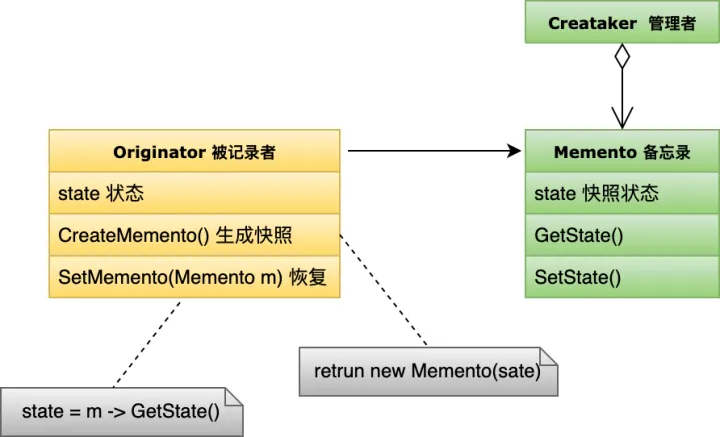 Creataker 管理者
Originator 被记录者
state 状态
CreateMemento() 生成快照
SetMemento(Memento m) 恢复
Memento 备忘录
state 快照状态
GetState()
SetState()
retrun new Memento(sate)
state = m -> GetState()